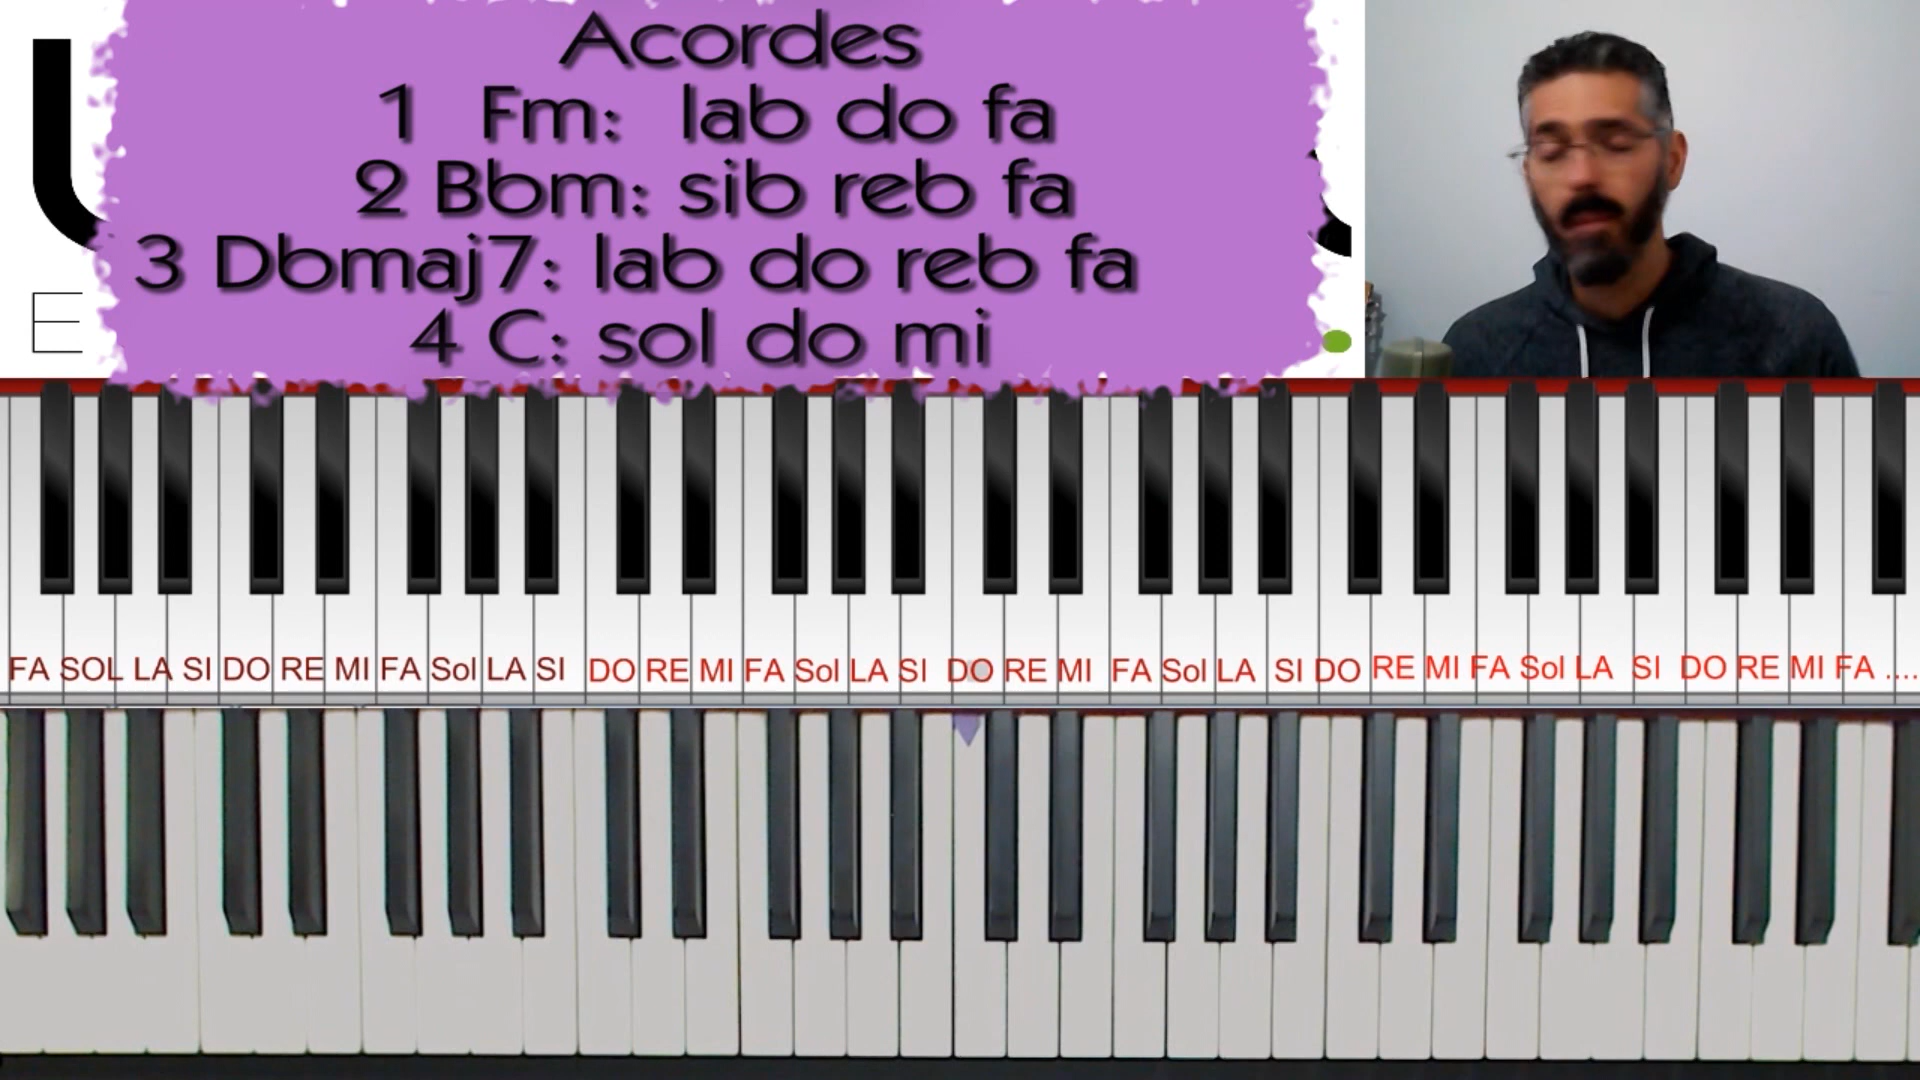 Acordes
1 Fm: lab do fa
2 Bbm: sib reb fa
3 Dbmaj7: lab do reb fa
4 C: sol do mi
E
FA SOL LA SI DO RE MI FA Sol LA SI DO RE MI FA Sol LA SI DO RE MI FA Sol LA SI DO RE MI FA Sol LA SI DO RE MI FA ....